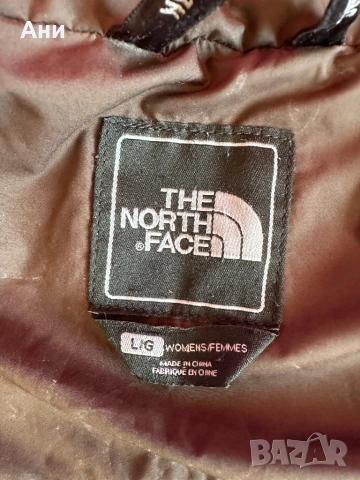 Ани
THE
NORTH
®FACE
L/G WOMENS/FEMMES
MADE IN CHINA
FABRIQUÉ EN CHINE
BAZAR